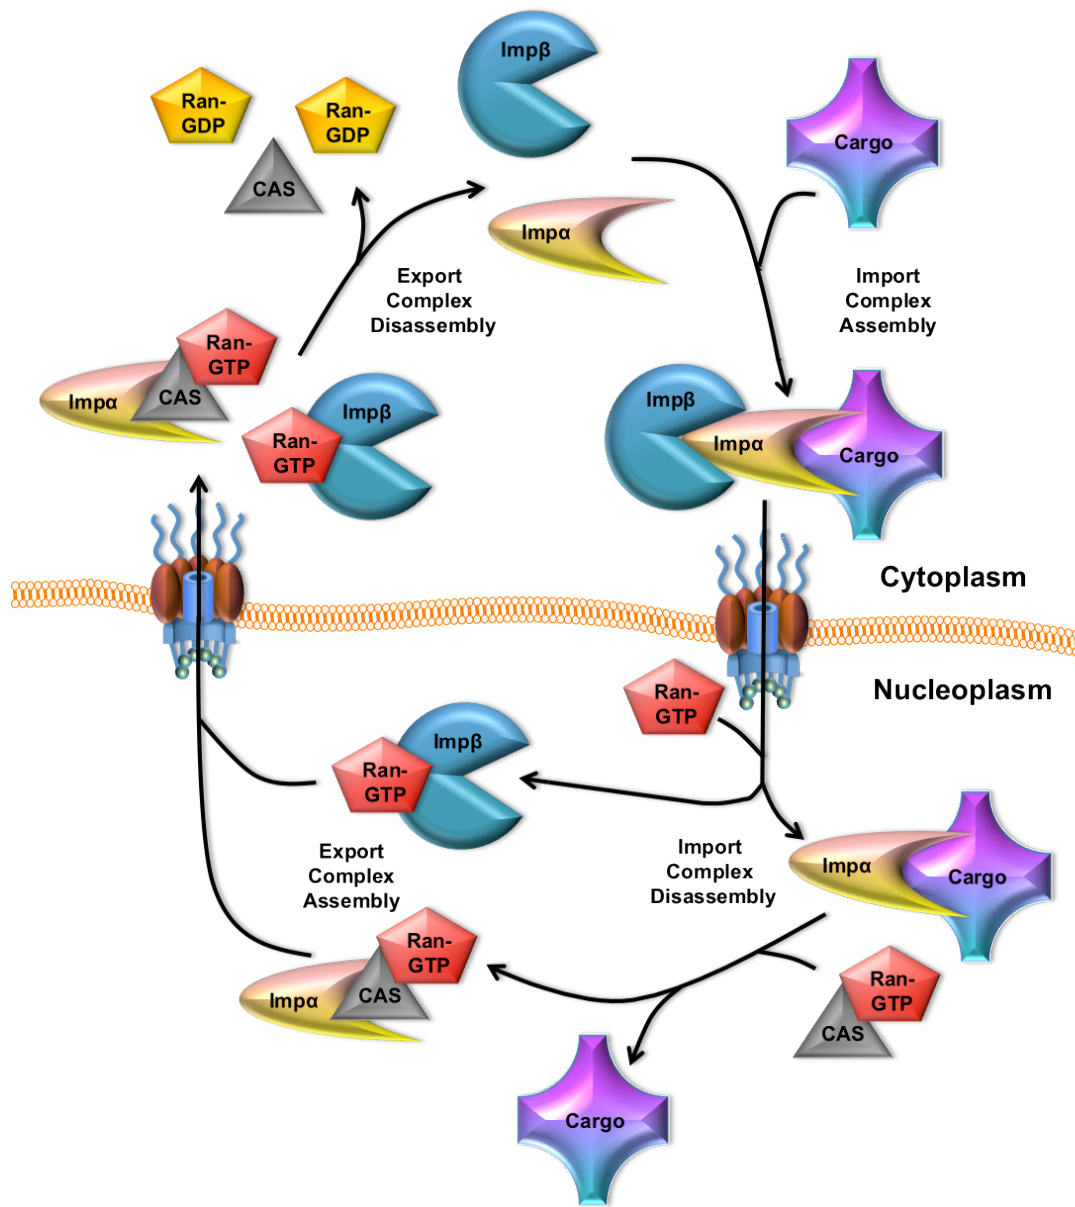 Impβ
Ran-
GDP
Ran-
GDP
CAS
Cargo
Impα
Export
Complex
Disassembly
Import
Complex
Assembly
Ran-
GTP
CAS
Impα
Ran-
GTP
Impβ
Impβ
Impα
Cargo
Cytoplasm
Nucleoplasm
Ran-
GTP
Ran-
GTP
Impβ
Export
Complex
Assembly
Import
Complex
Disassembly
Impα
Cargo
Ran-
GTP
CAS
Impα
Ran-
GTP
CAS
Cargo